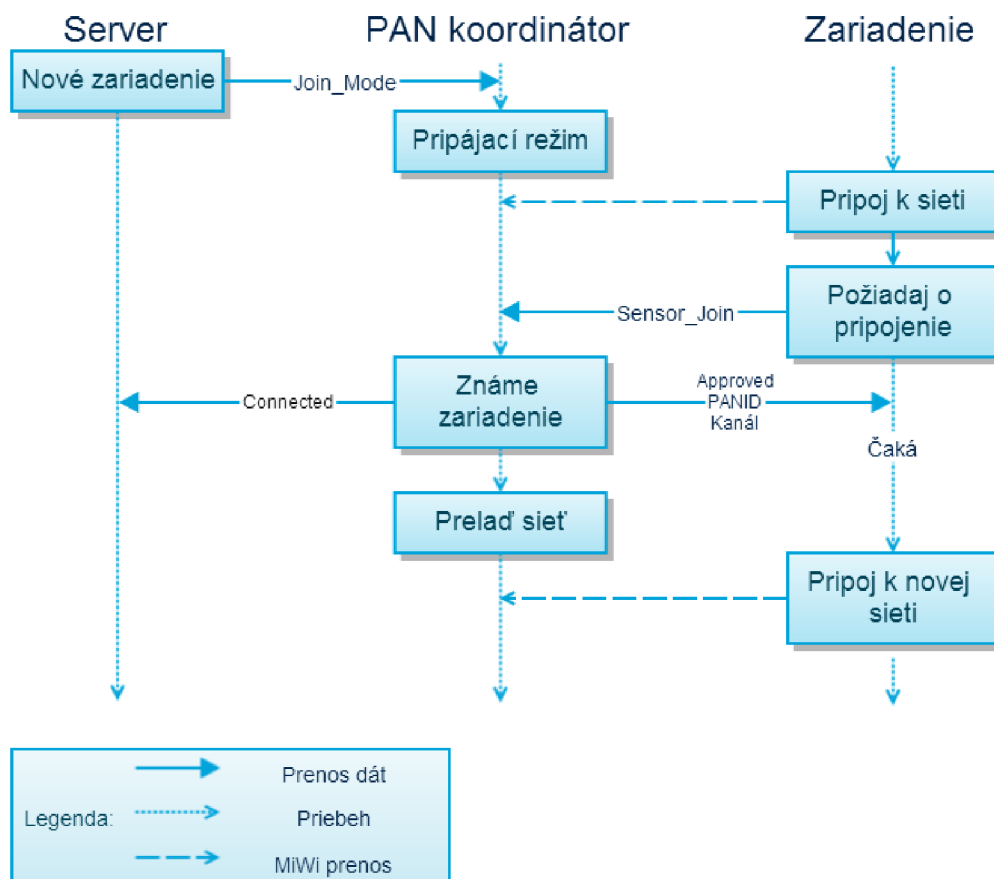 Server
PAN koordinátor
Zariadenie
Nové zariadenie
Join_Mode
Pripájací režim
Pripoj k sieti
Požiadaj o
pripojenie
Sensor_Join
Známe
zariadenie
Connected
Approved
PANID
Kanál
Čaká
Prelaď sieť
Pripoj k novej
sieti
Legenda:
Prenos dát
Priebeh
MiWi prenos